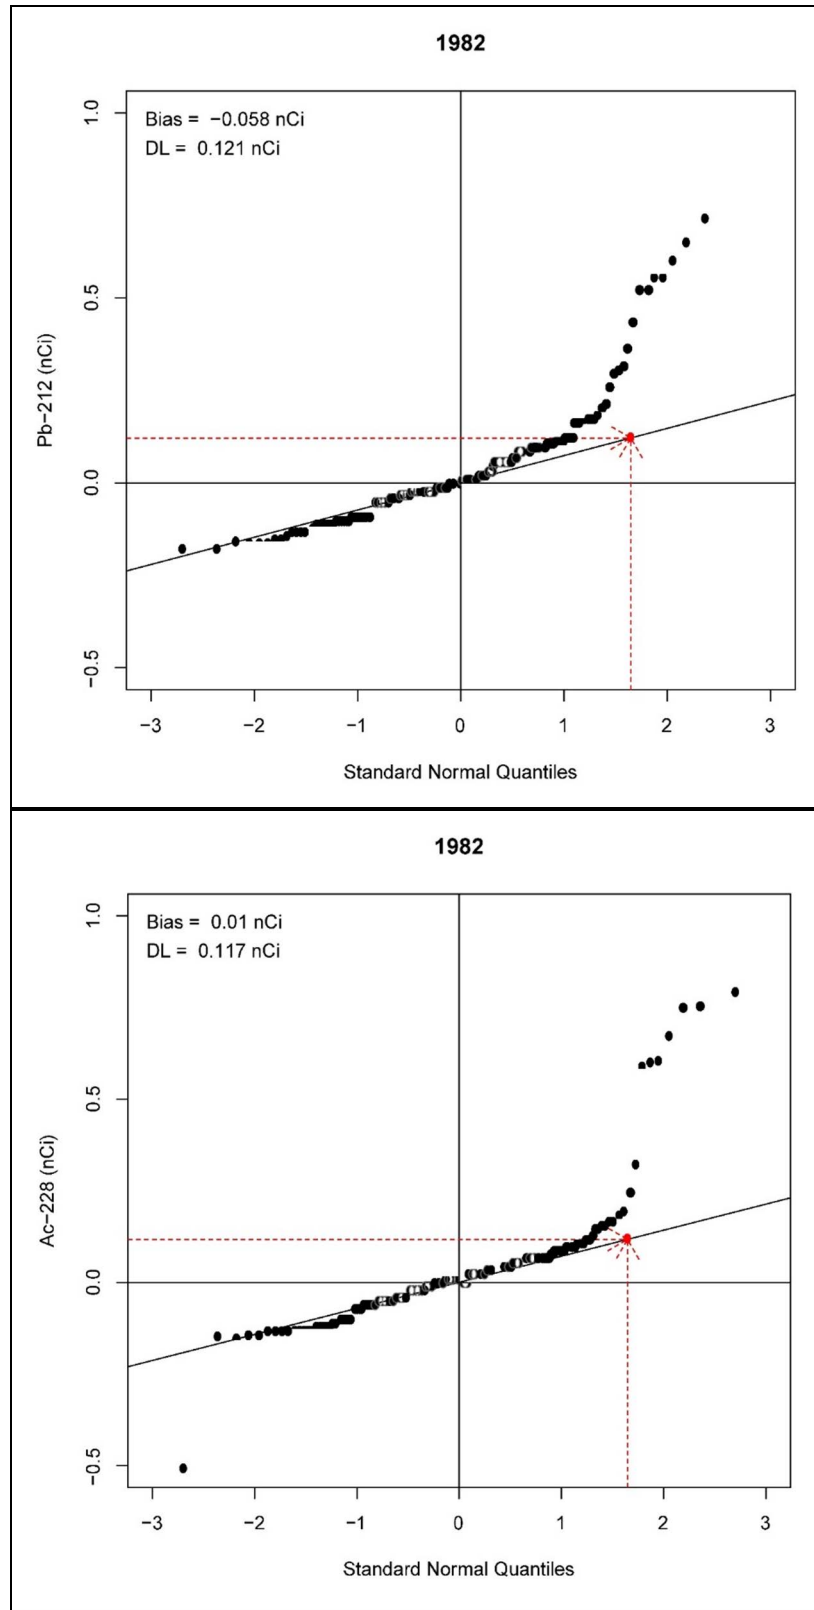 1982
Bias = −0.058 nCi
DL = 0.121 nCi
1.0
0.5
0.0
−0.5
Pb−212 (nCi)
−3 −2 −1 0 1 2 3
Standard Normal Quantiles
1982
Bias = 0.01 nCi
DL = 0.117 nCi
1.0
0.5
0.0
−0.5
Ac−228 (nCi)
−3 −2 −1 0 1 2 3
Standard Normal Quantiles